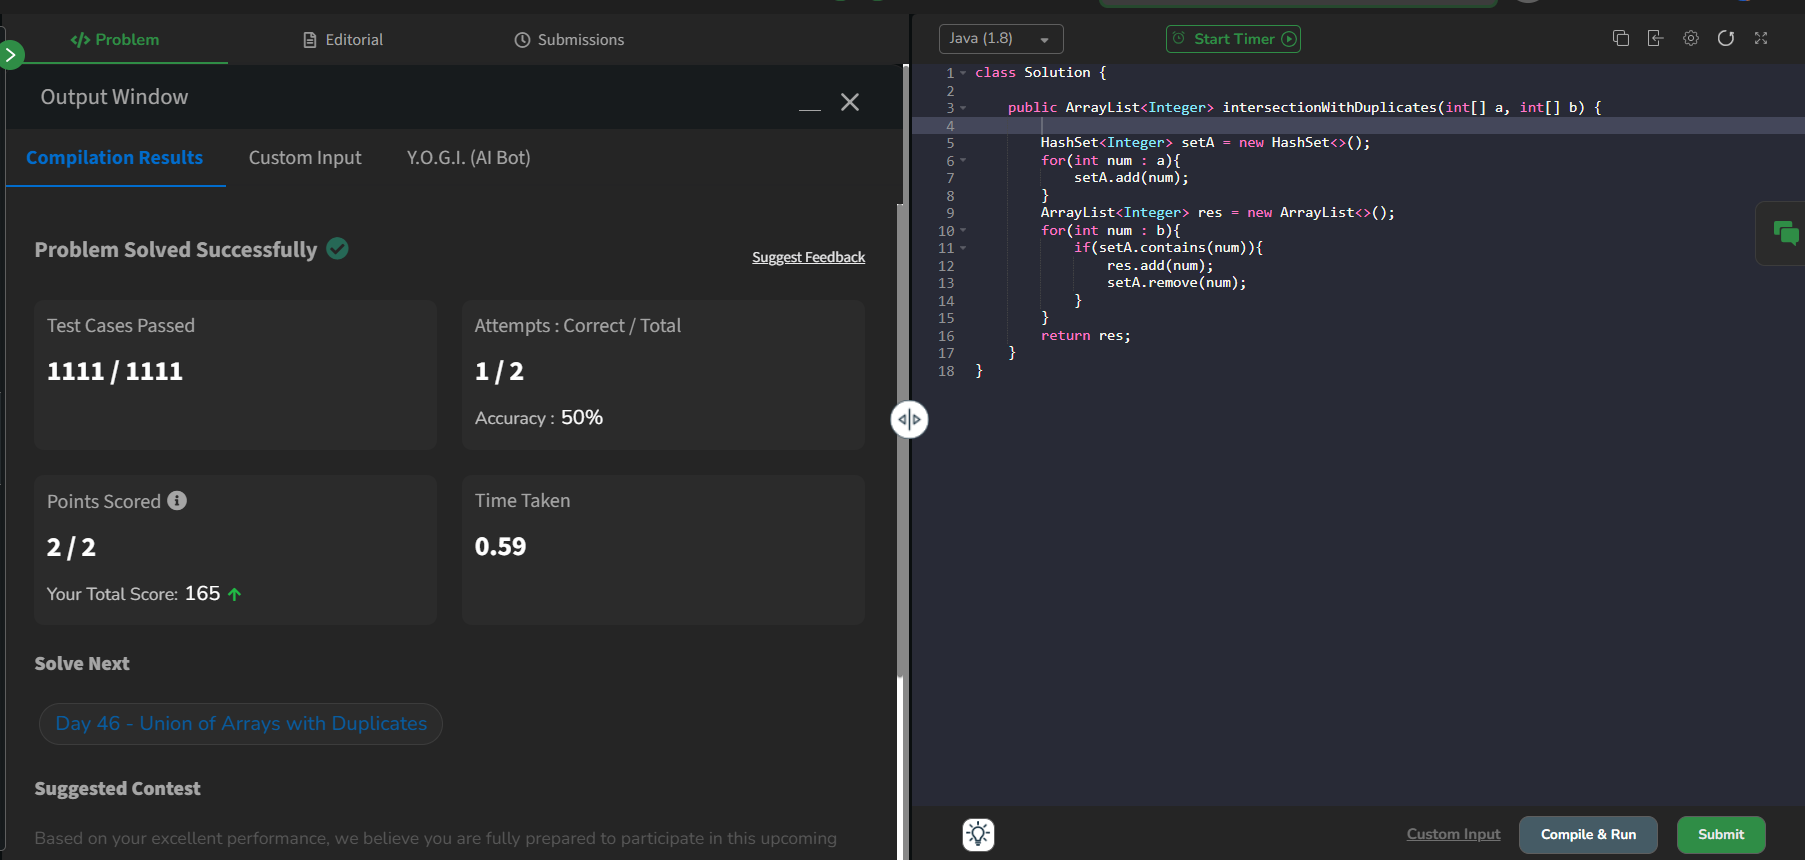 </> Problem
Editorial
Submissions
Output Window
Compilation Results
Custom Input
Y.O.G.I. (AI Bot)
Problem Solved Successfully
Suggest Feedback
Test Cases Passed
1111 / 1111
Attempts : Correct / Total
1 / 2
Accuracy : 50%
Points Scored
2 / 2
Your Total Score: 165
Time Taken
0.59
Solve Next
Day 46 - Union of Arrays with Duplicates
Suggested Contest
Based on your excellent performance, we believe you are fully prepared to participate in this upcoming
Java (1.8)
Start Timer
1 class Solution {
2
3     public ArrayList<Integer> intersectionWithDuplicates(int[] a, int[] b) {
4
5         HashSet<Integer> setA = new HashSet<>();
6         for(int num : a){
7             setA.add(num);
8         }
9         ArrayList<Integer> res = new ArrayList<>();
10         for(int num : b){
11             if(setA.contains(num)){
12                 res.add(num);
13                 setA.remove(num);
14             }
15         }
16         return res;
17     }
18 }
Custom Input
Compile & Run
Submit